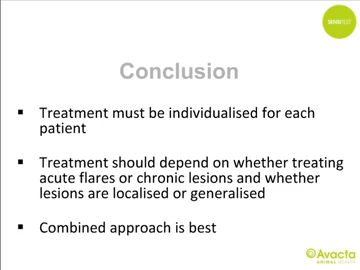 Conclusion
▪ Treatment must be individualised for each
patient
▪ Treatment should depend on whether treating
acute flares or chronic lesions and whether
lesions are localised or generalised
▪ Combined approach is best
Avacta
ANIMAL HEALTH